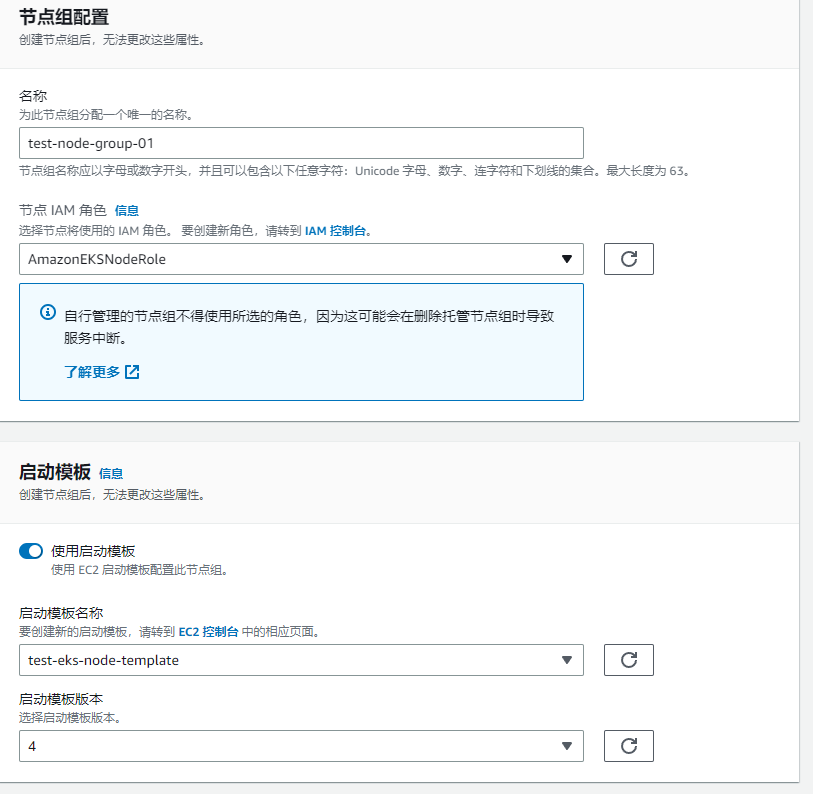 节点组配置
创建节点组后，无法更改这些属性。
名称
为此节点组分配一个唯一的名称。
test-node-group-01
节点组名称应以字母或数字开头，并且可以包含以下任意字符：Unicode 字母、数字、连字符和下划线的集合。最大长度为 63。
节点 IAM 角色 信息
选择节点将使用的 IAM 角色。 要创建新角色，请转到 IAM 控制台。
AmazonEKSNodeRole
自行管理的节点组不得使用所选的角色，因为这可能会在删除托管节点组时导致
服务中断。
了解更多
启动模板 信息
创建节点组后，无法更改这些属性。
使用启动模板
使用 EC2 启动模板配置此节点组。
启动模板名称
要创建新的启动模板，请转到 EC2 控制台 中的相应页面。
test-eks-node-template
启动模板版本
选择启动模板版本。
4